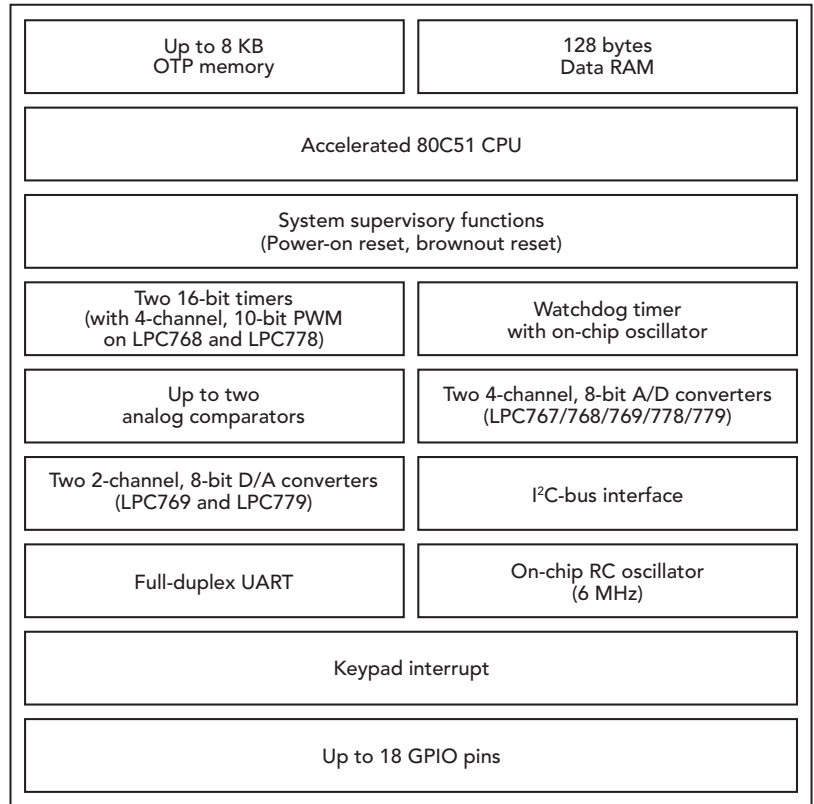 Up to 8 KB
OTP memory
128 bytes
Data RAM
Accelerated 80C51 CPU
System supervisory functions
(Power-on reset, brownout reset)
Two 16-bit timers
(with 4-channel, 10-bit PWM
on LPC768 and LPC778)
Watchdog timer
with on-chip oscillator
Up to two
analog comparators
Two 4-channel, 8-bit A/D converters
(LPC767/768/769/778/779)
Two 2-channel, 8-bit D/A converters
(LPC769 and LPC779)
I²C-bus interface
Full-duplex UART
On-chip RC oscillator
(6 MHz)
Keypad interrupt
Up to 18 GPIO pins